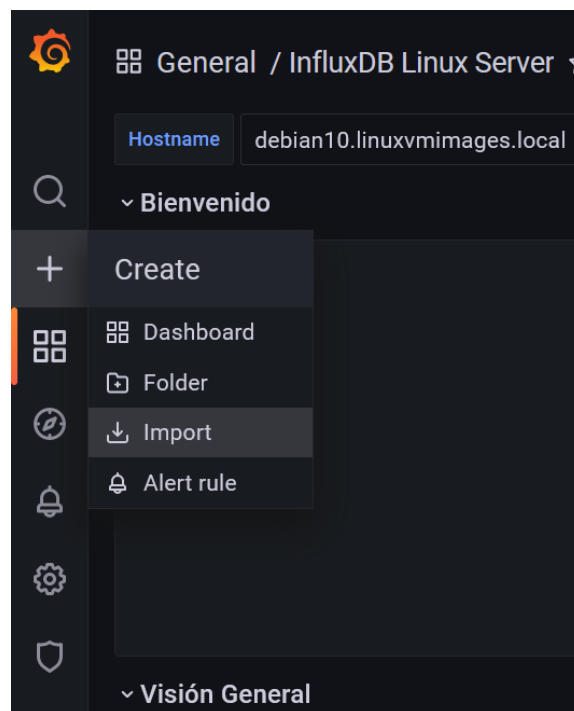 General / InfluxDB Linux Server
Hostname debian10.linuxvmimages.local
Bienvenido
Create
Dashboard
Folder
Import
Alert rule
Visión General